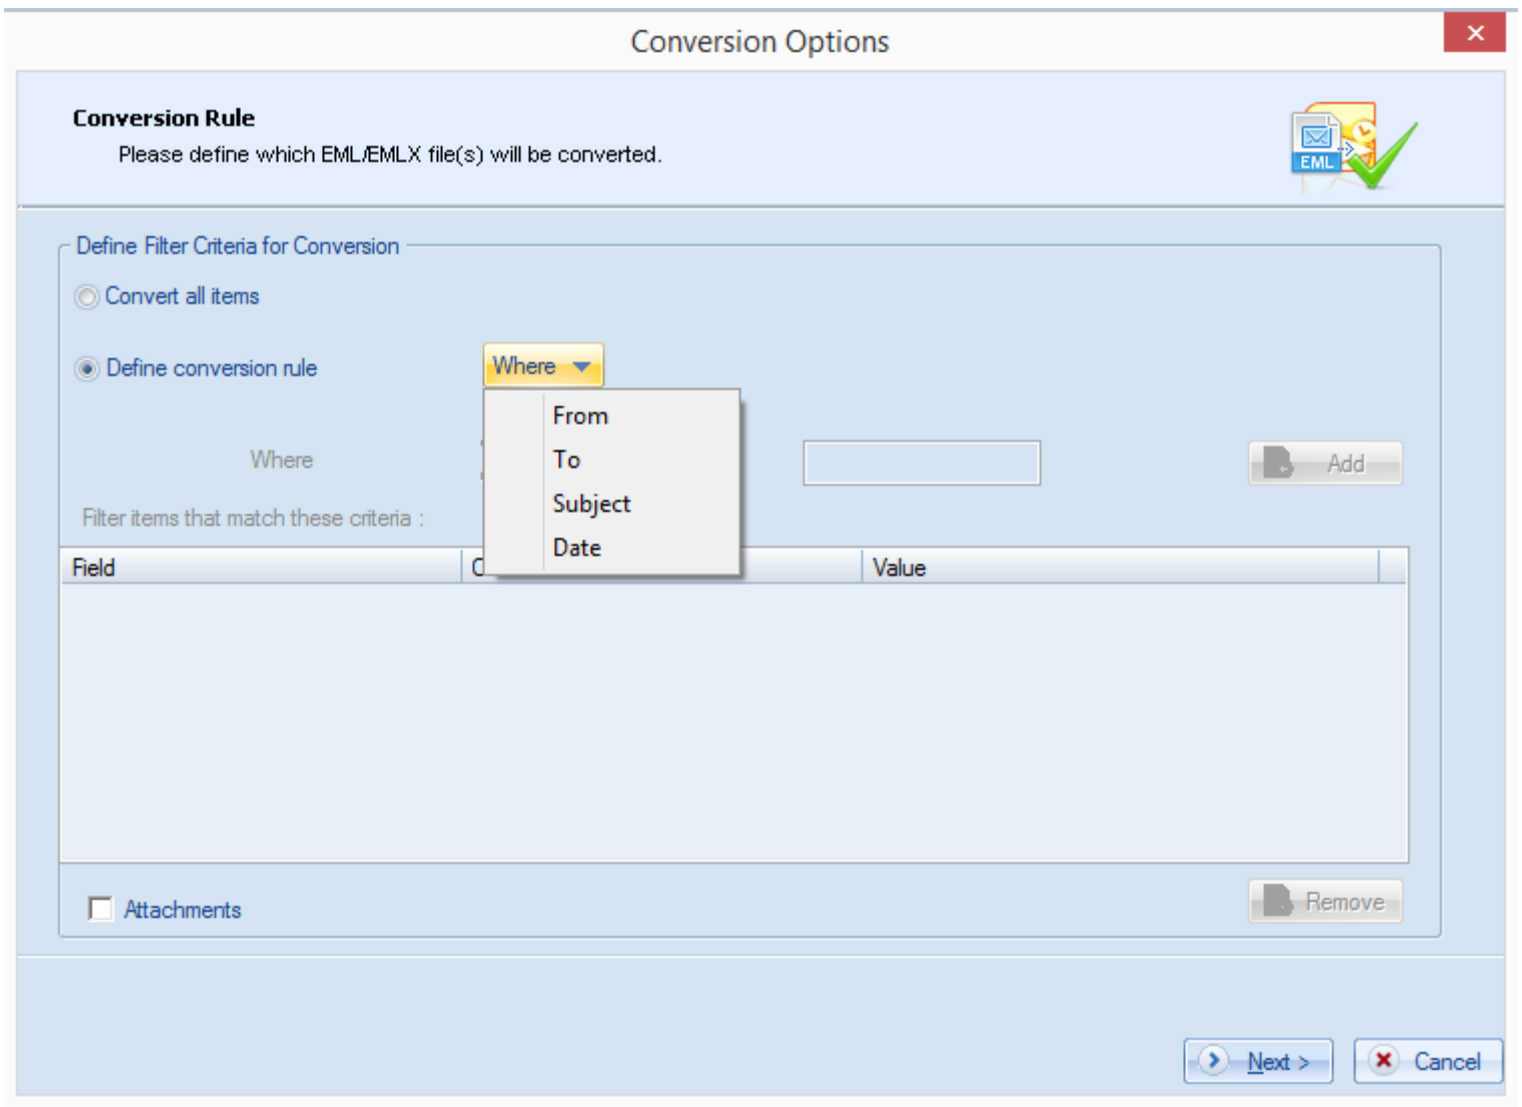 Conversion Options
Conversion Rule
Please define which EML/EMLX file(s) will be converted.
EML
Define Filter Criteria for Conversion
Convert all items
Define conversion rule
Where
From
To
Subject
Date
Where
Add
Filter items that match these criteria :
Field
Value
Attachments
Remove
Next >
Cancel